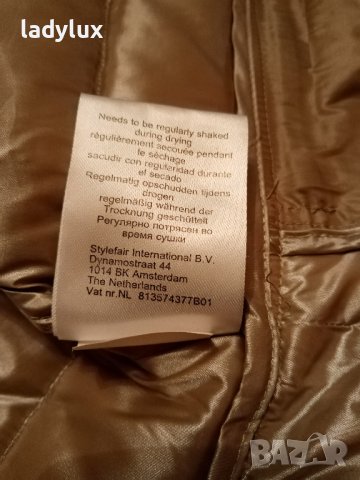 ladylux
Needs to be regularly shaked
during drying
régulièrement secouée pendant
le séchage
sacudir con regularidad durante
el secado
Regelmatig opschudden tijdens
drogen
regelmäßig während der
Trocknung geschüttelt
Регулярно потрясен во
время сушки
Stylefair International B.V.
Dynamostraat 44
1014 BK Amsterdam
The Netherlands
Vat nr.NL 813574377B01
BAZAR